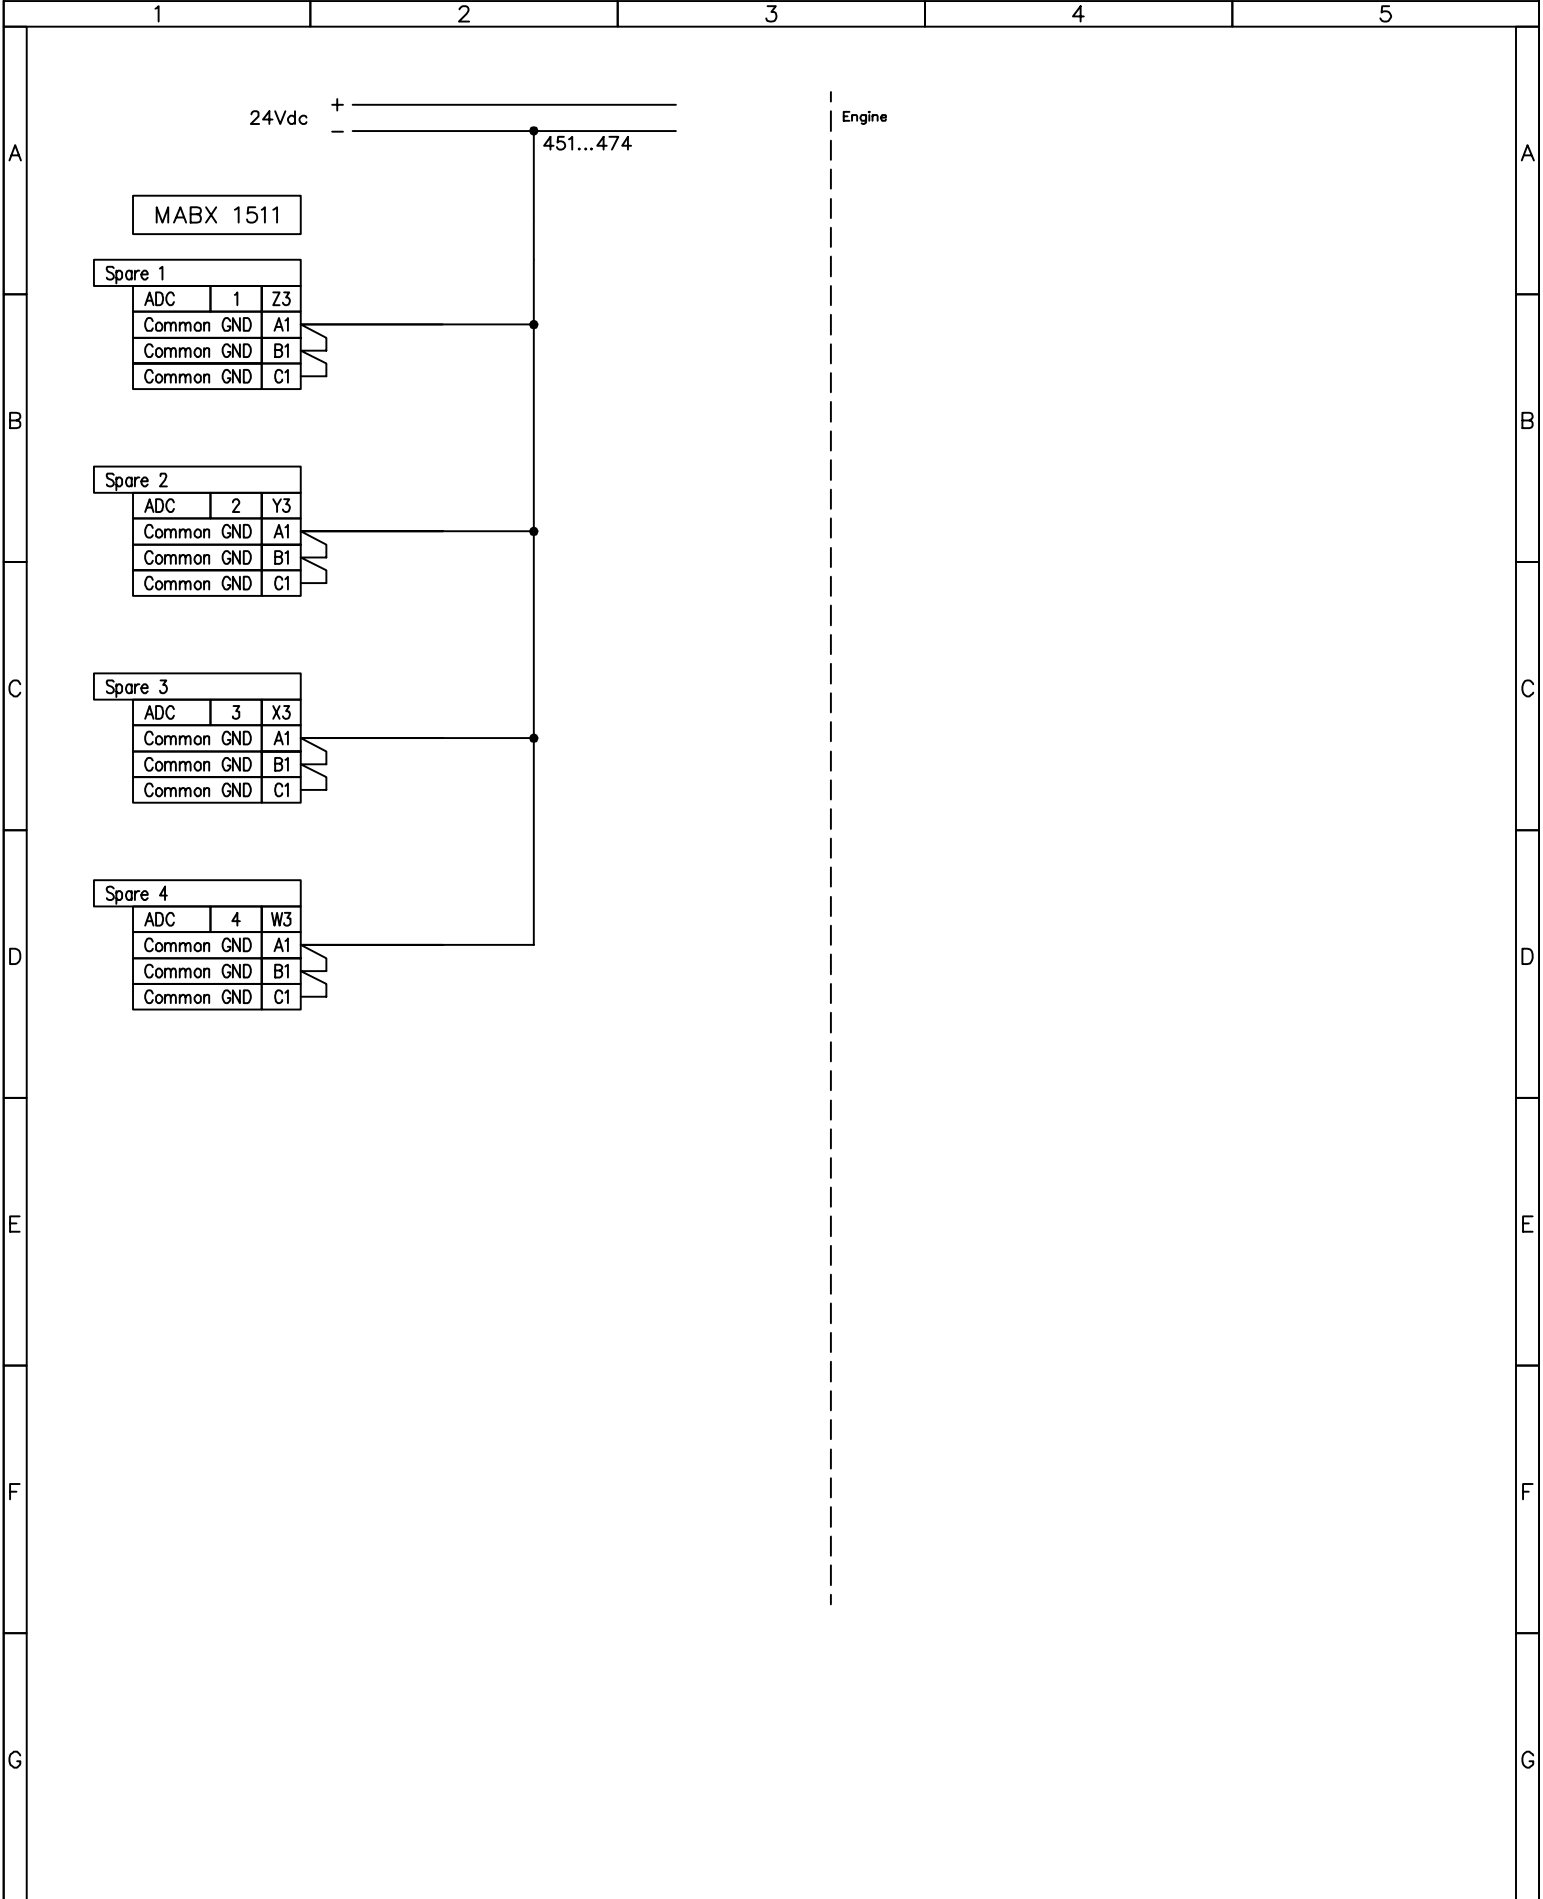 1 2 3 4 5
+
24Vdc
–
451...474
Engine
A A
MABX 1511
Spare 1
ADC 1 Z3
Common GND A1
Common GND B1
Common GND C1
B B
Spare 2
ADC 2 Y3
Common GND A1
Common GND B1
Common GND C1
C C
Spare 3
ADC 3 X3
Common GND A1
Common GND B1
Common GND C1
Spare 4
ADC 4 W3
Common GND A1
D D
Common GND B1
Common GND C1
E E
F F
G G